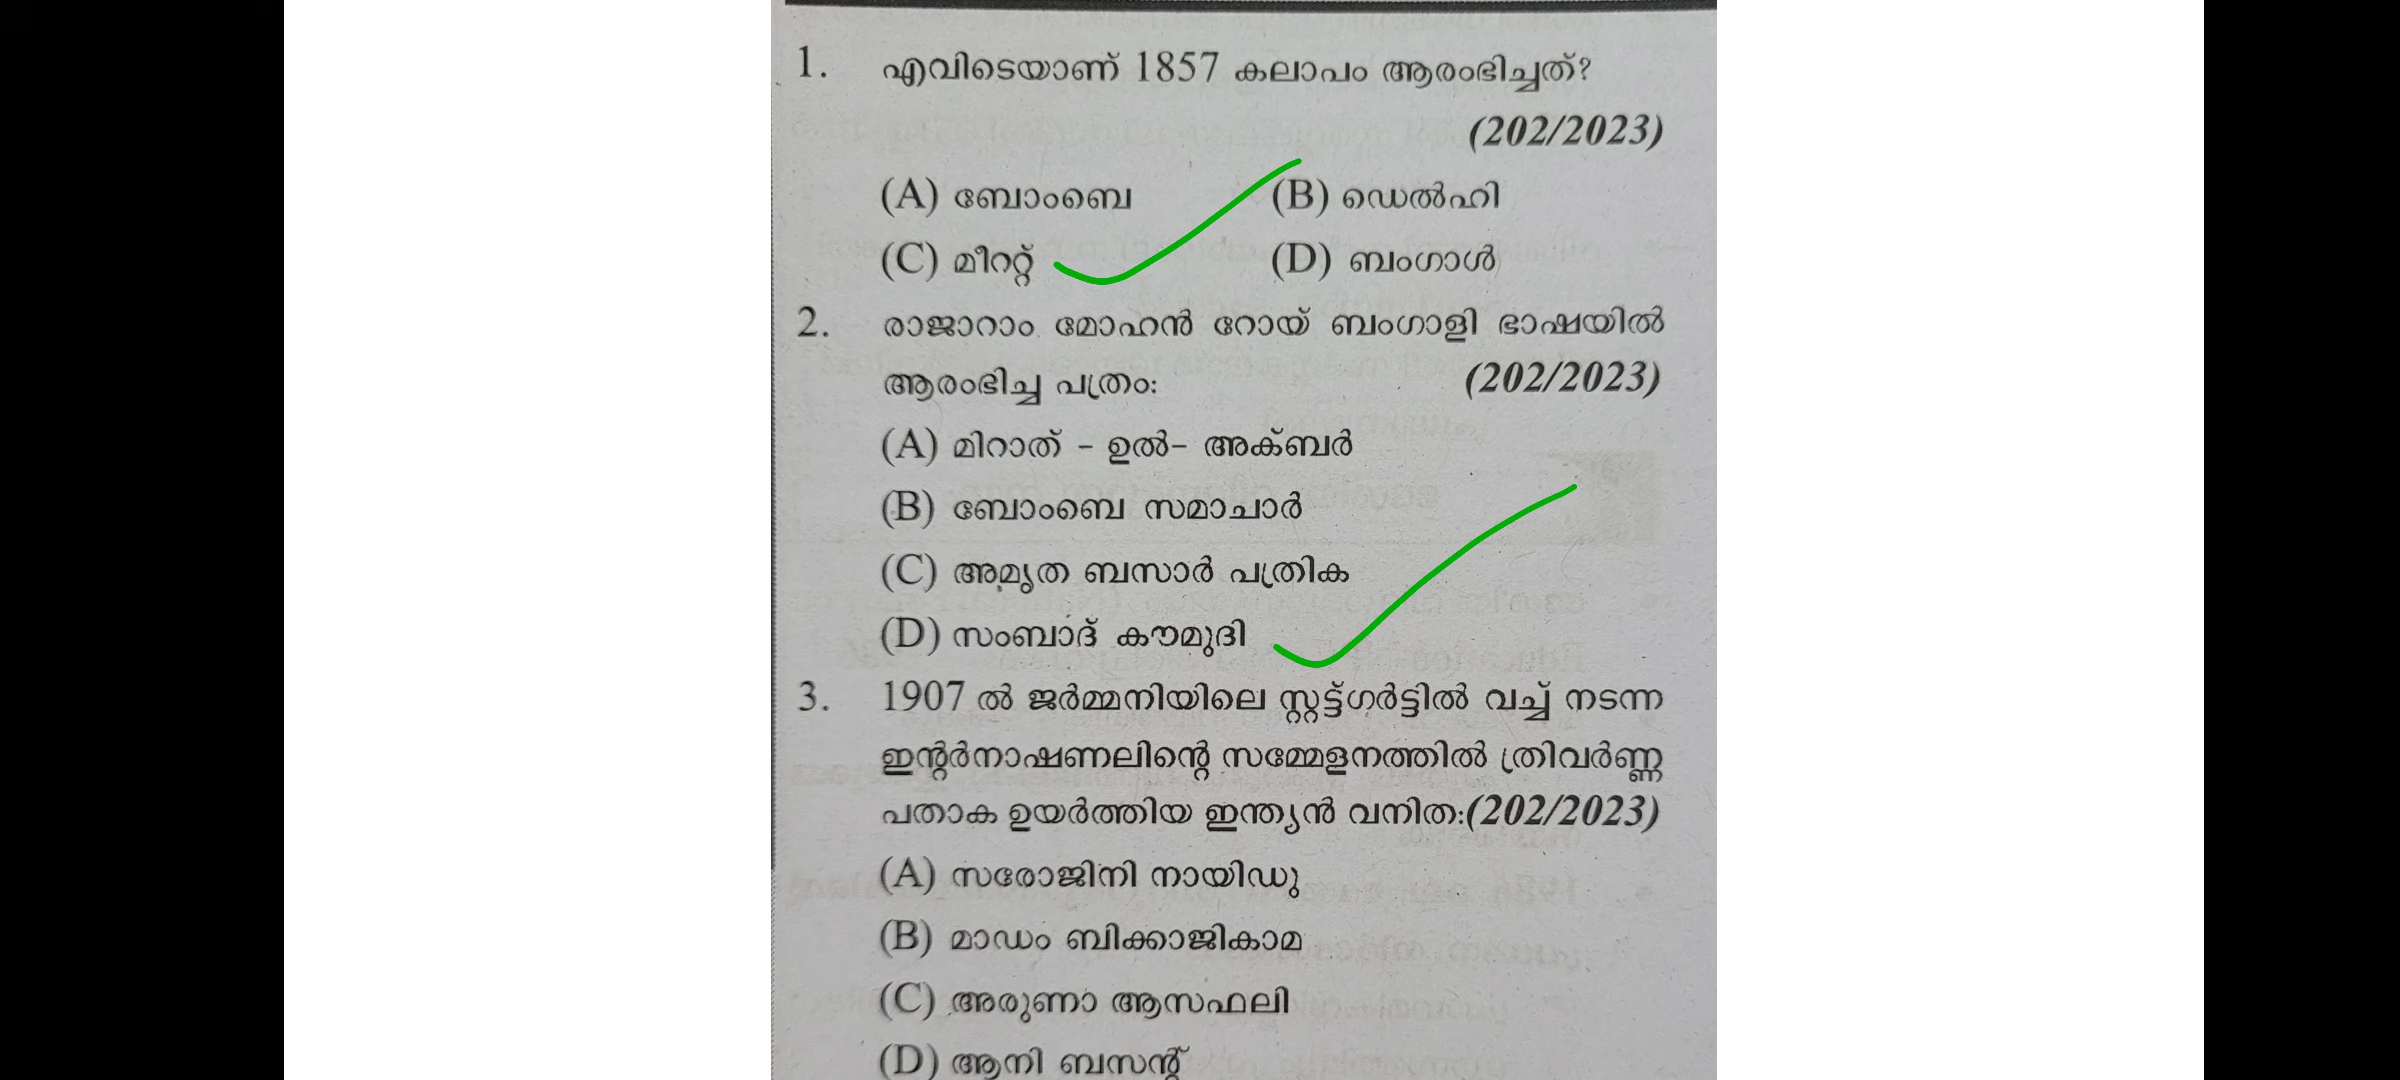 1. എവിടെയാണ് 1857 കലാപം ആരംഭിച്ചത്?
(202/2023)
(A) ബോംബെ (B) ഡെൽഹി
(C) മീററ്റ് (D) ബംഗാൾ
2. രാജാറാം മോഹൻ റോയ് ബംഗാളി ഭാഷയിൽ
ആരംഭിച്ച പത്രം: (202/2023)
(A) മിറാത് - ഉൽ- അക്ബർ
(B) ബോംബെ സമാചാർ
(C) അമൃത ബസാർ പത്രിക
(D) സംബാദ് കൗമുദി
3. 1907 ൽ ജർമ്മനിയിലെ സ്റ്റട്ട്ഗർട്ടിൽ വച്ച് നടന്ന
ഇന്റർനാഷണലിന്റെ സമ്മേളനത്തിൽ ത്രിവർണ്ണ
പതാക ഉയർത്തിയ ഇന്ത്യൻ വനിത:(202/2023)
(A) സരോജിനി നായിഡു
(B) മാഡം ബിക്കാജികാമ
(C) അരുണാ ആസഫലി
(D) ആനി ബസന്റ്